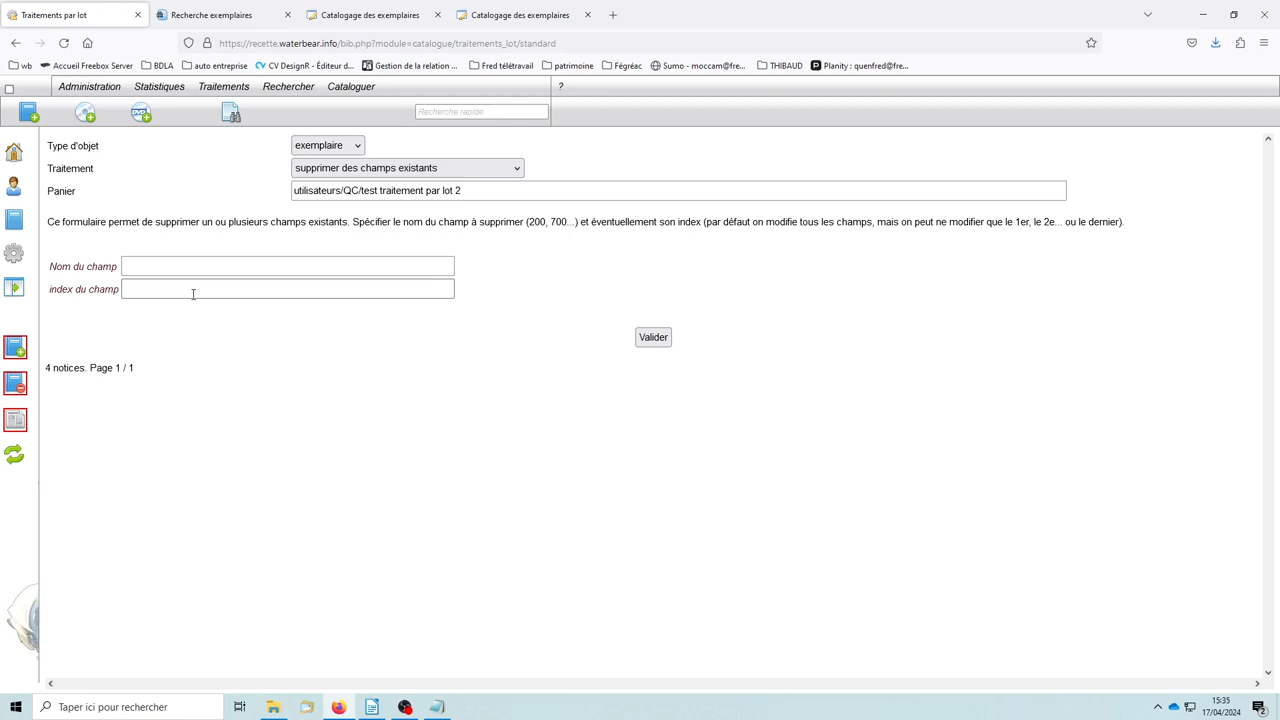 Traitements par lot
Recherche exemplaires
Catalogage des exemplaires
Catalogage des exemplaires
https://recette.waterbear.info/bib.php?module=catalogue/traitements_lot/standard
wb
Accueil Freebox Server
BDLA
auto entreprise
CV DesignR - Éditeur d...
Gestion de la relation ...
Fred télétravail
patrimoine
Fégréac
Sumo - moccam@fre...
THIBAUD
Planity : quenfred@fre...
Administration Statistiques Traitements Rechercher Cataloguer ?
DVD
Recherche rapide
Type d'objet exemplaire
Traitement supprimer des champs existants
Panier utilisateurs/QC/test traitement par lot 2
Ce formulaire permet de supprimer un ou plusieurs champs existants. Spécifier le nom du champ à supprimer (200, 700...) et éventuellement son index (par défaut on modifie tous les champs, mais on peut ne modifier que le 1er, le 2e... ou le dernier).
Nom du champ
index du champ
Valider
4 notices. Page 1 / 1
Taper ici pour rechercher
15:35
17/04/2024
2